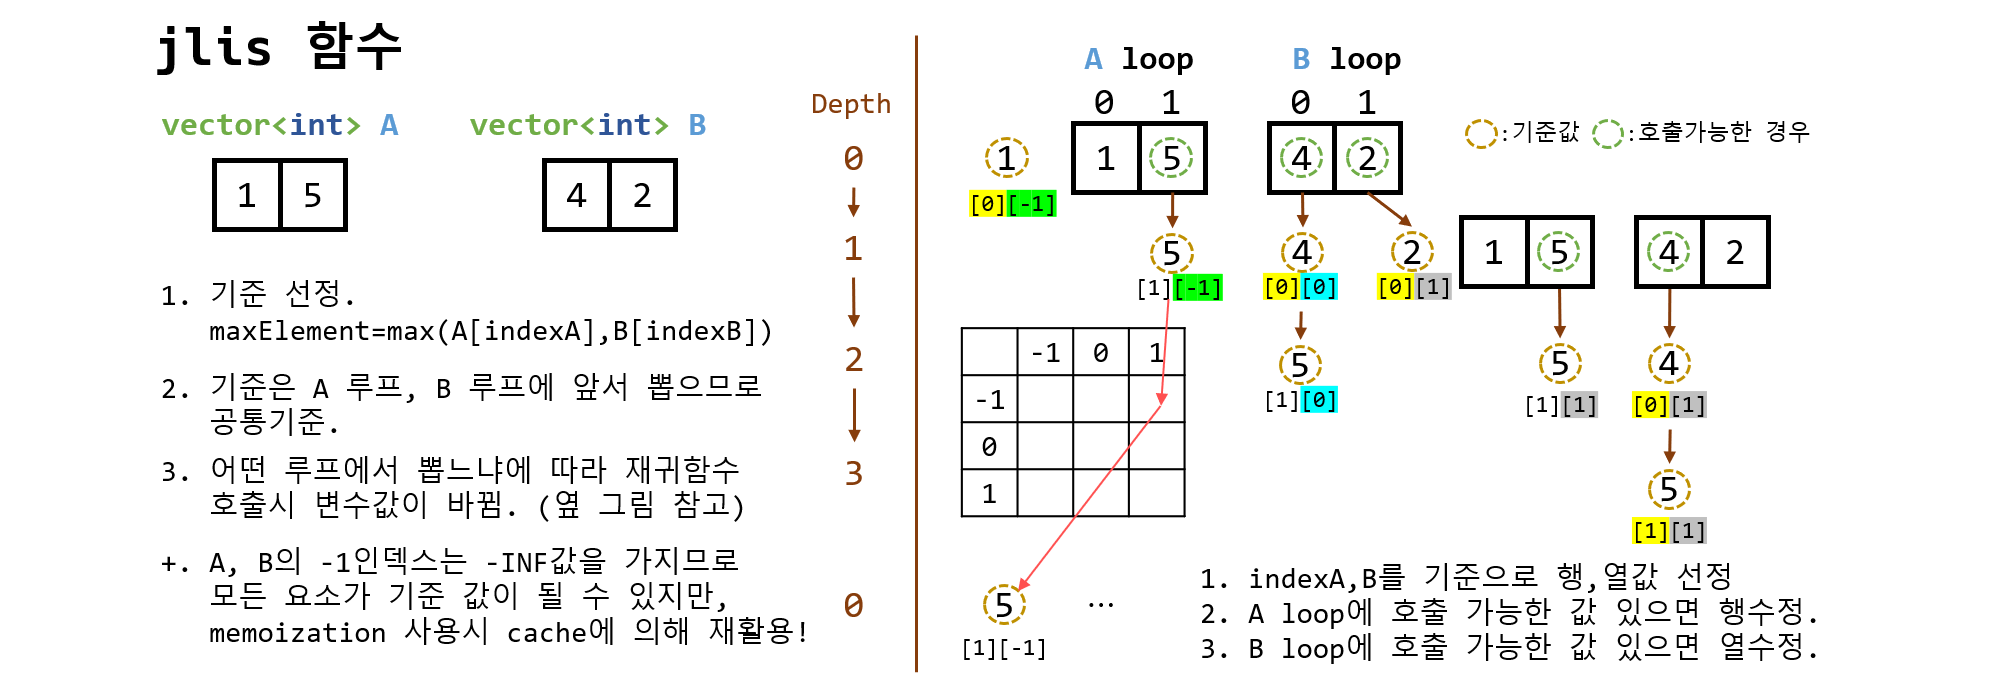 jlis 함수
vector<int> A
vector<int> B
1 5
4 2
1. 기준 선정.
maxElement=max(A[indexA],B[indexB])
2. 기준은 A 루프, B 루프에 앞서 뽑으므로
공통기준.
3. 어떤 루프에서 뽑느냐에 따라 재귀함수
호출시 변수값이 바뀜. (옆 그림 참고)
+. A, B의 -1인덱스는 -INF값을 가지므로
모든 요소가 기준 값이 될 수 있지만,
memoization 사용시 cache에 의해 재활용!
Depth
0
1
2
3
0
A loop
B loop
0 1
0 1
1
1 5
4 2
:기준값
:호출가능한 경우
[0][-1]
5
4
2
1 5
4 2
[1][-1]
[0][0]
[0][1]
5
5
4
[1][0]
[1][1]
[0][1]
5
[1][1]
-1 0 1
-1
0
1
5
...
[1][-1]
1. indexA,B를 기준으로 행,열값 선정
2. A loop에 호출 가능한 값 있으면 행수정.
3. B loop에 호출 가능한 값 있으면 열수정.